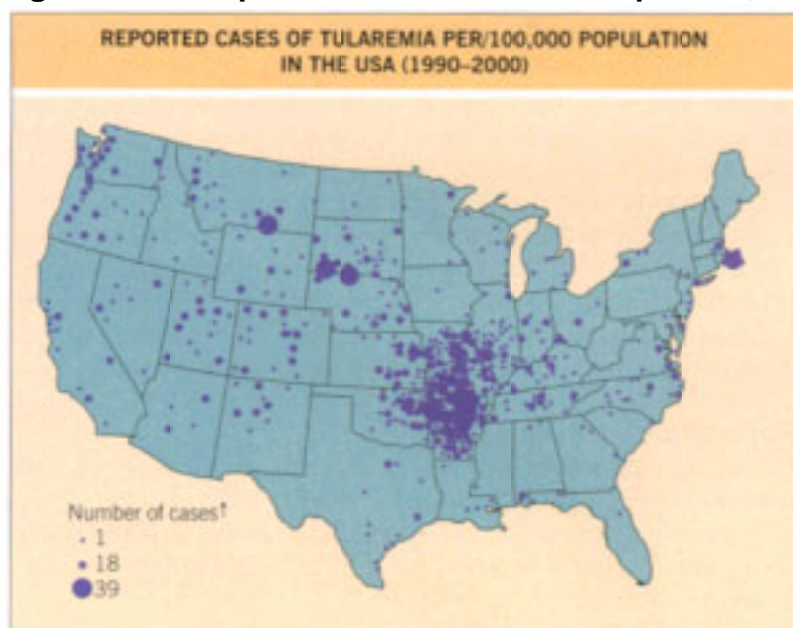 REPORTED CASES OF TULAREMIA PER/100,000 POPULATION
IN THE USA (1990–2000)
Number of cases†
1
18
39